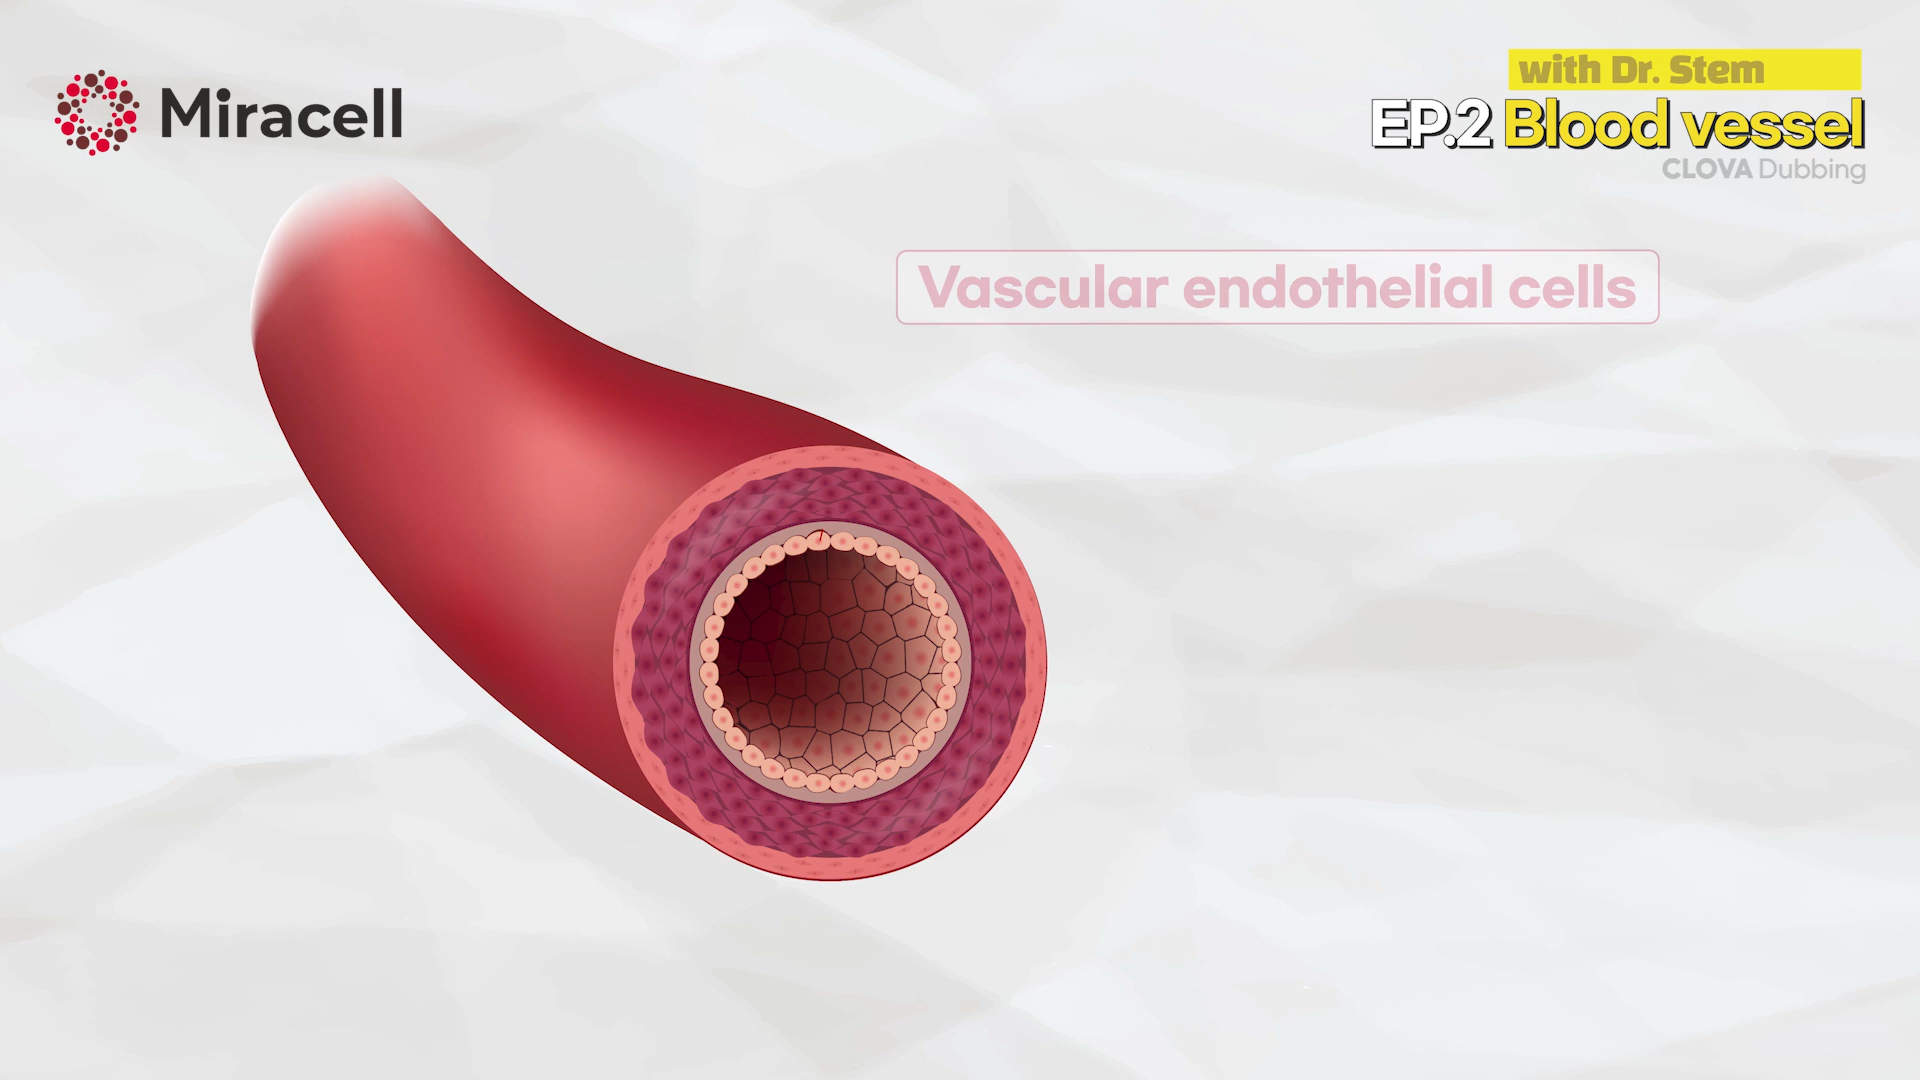 Miracell
with Dr. Stem
EP.2 Blood vessel
CLOVA Dubbing
Vascular endothelial cells